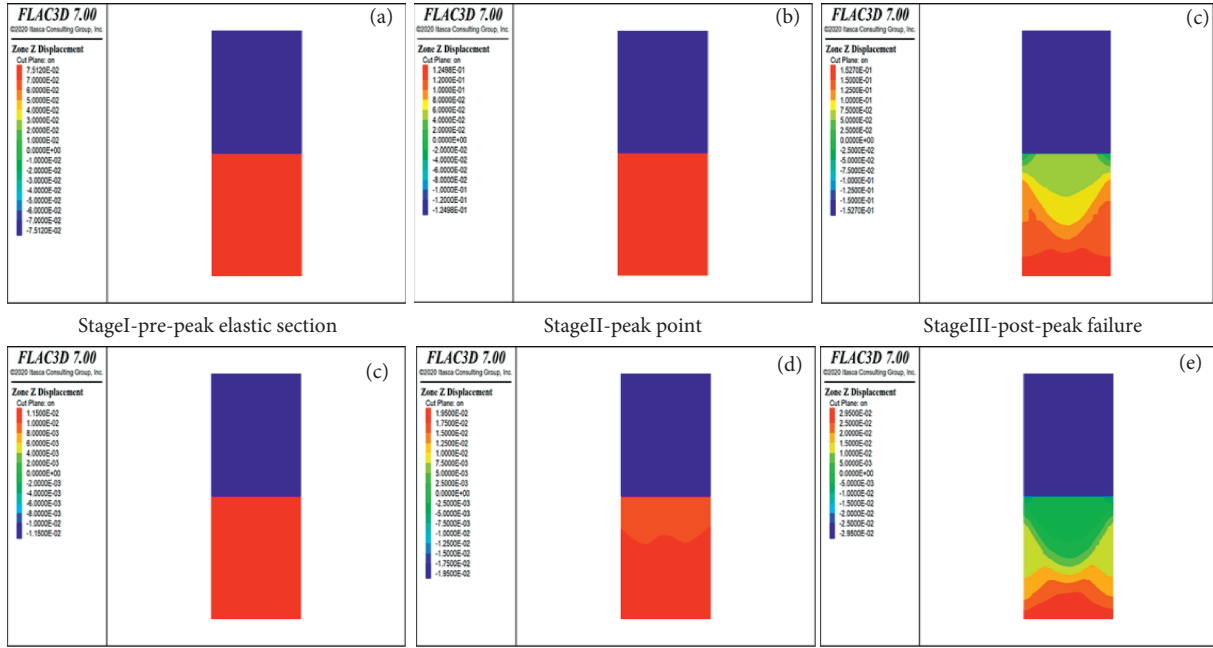 FLAC3D 7.00
©2020 Itasca Consulting Group, Inc.
Zone Z Displacement
Cut Plane: on
7.5120E-02
7.0000E-02
6.0000E-02
5.0000E-02
4.0000E-02
3.0000E-02
2.0000E-02
1.0000E-02
0.0000E+00
-1.0000E-02
-2.0000E-02
-3.0000E-02
-4.0000E-02
-5.0000E-02
-6.0000E-02
-7.0000E-02
-7.5120E-02
(a)
FLAC3D 7.00
©2020 Itasca Consulting Group, Inc.
Zone Z Displacement
Cut Plane: on
1.2498E-01
1.2000E-01
1.0000E-01
8.0000E-02
6.0000E-02
4.0000E-02
2.0000E-02
0.0000E+00
-2.0000E-02
-4.0000E-02
-6.0000E-02
-8.0000E-02
-1.0000E-01
-1.2000E-01
-1.2498E-01
(b)
FLAC3D 7.00
©2020 Itasca Consulting Group, Inc.
Zone Z Displacement
Cut Plane: on
1.5270E-01
1.5000E-01
1.2500E-01
1.0000E-01
7.5000E-02
5.0000E-02
2.5000E-02
0.0000E+00
-2.5000E-02
-5.0000E-02
-7.5000E-02
-1.0000E-01
-1.2500E-01
-1.5000E-01
-1.5270E-01
(c)
StageI-pre-peak elastic section
StageII-peak point
StageIII-post-peak failure
FLAC3D 7.00
©2020 Itasca Consulting Group, Inc.
Zone Z Displacement
Cut Plane: on
1.1500E-02
1.0000E-02
8.0000E-03
6.0000E-03
4.0000E-03
2.0000E-03
0.0000E+00
-2.0000E-03
-4.0000E-03
-6.0000E-03
-8.0000E-03
-1.0000E-02
-1.1500E-02
(c)
FLAC3D 7.00
©2020 Itasca Consulting Group, Inc.
Zone Z Displacement
Cut Plane: on
1.9500E-02
1.7500E-02
1.5000E-02
1.2500E-02
1.0000E-02
7.5000E-03
5.0000E-03
2.5000E-03
0.0000E+00
-2.5000E-03
-5.0000E-03
-7.5000E-03
-1.0000E-02
-1.2500E-02
-1.5000E-02
-1.7500E-02
-1.9500E-02
(d)
FLAC3D 7.00
©2020 Itasca Consulting Group, Inc.
Zone Z Displacement
Cut Plane: on
2.9500E-02
2.5000E-02
2.0000E-02
1.5000E-02
1.0000E-02
5.0000E-03
0.0000E+00
-5.0000E-03
-1.0000E-02
-1.5000E-02
-2.0000E-02
-2.5000E-02
-2.9500E-02
(e)